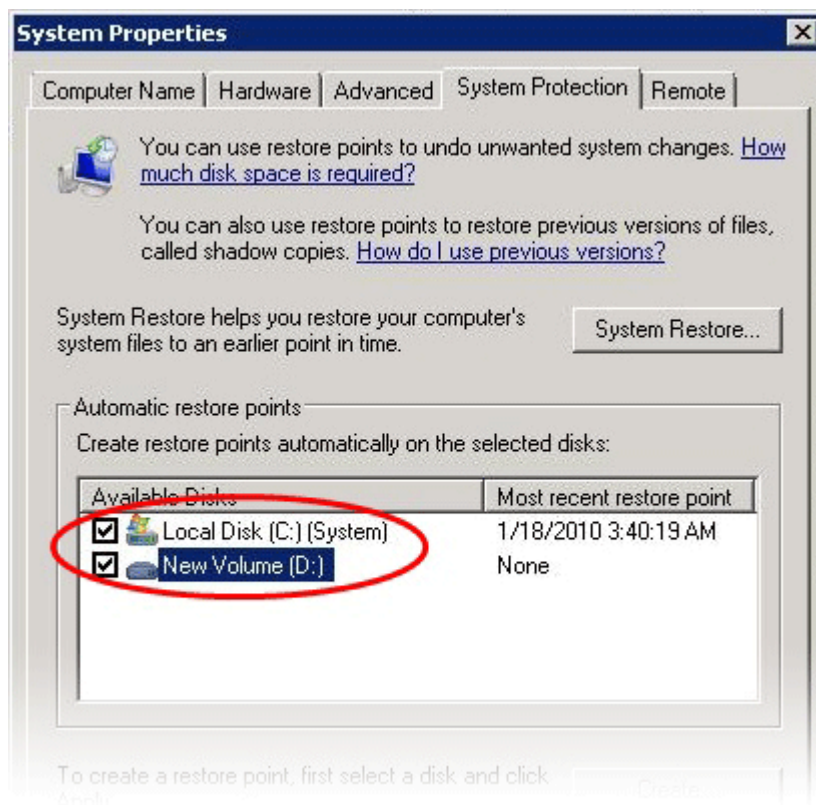 System Properties
Computer Name
Hardware
Advanced
System Protection
Remote
You can use restore points to undo unwanted system changes. How
much disk space is required?
You can also use restore points to restore previous versions of files,
called shadow copies. How do I use previous versions?
System Restore helps you restore your computer's
system files to an earlier point in time.
System Restore...
Automatic restore points
Create restore points automatically on the selected disks:
Available Disks
Most recent restore point
Local Disk (C:) (System)
1/18/2010 3:40:19 AM
New Volume (D:)
None
To create a restore point, first select a disk and click
Apply.
Create...